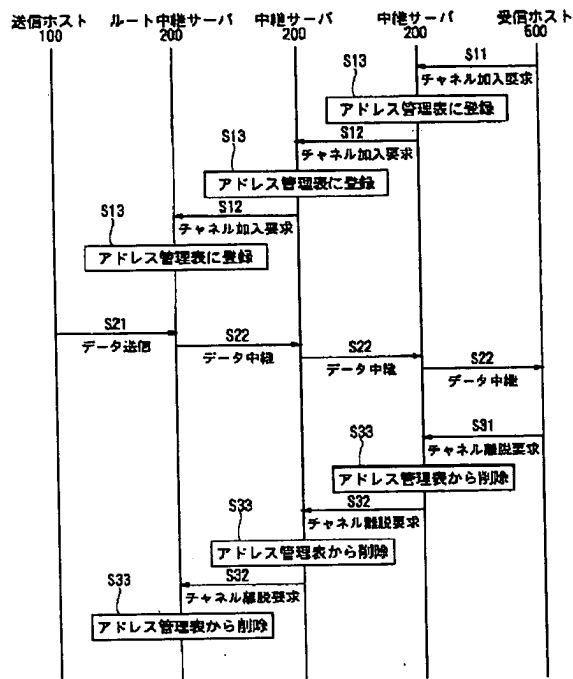 送信ホスト
100
ルート中継サーバ
200
中継サーバ
200
中継サーバ
200
受信ホスト
600
S11
チャネル加入要求
S13
アドレス管理表に登録
S12
チャネル加入要求
S13
アドレス管理表に登録
S12
チャネル加入要求
S13
アドレス管理表に登録
S21
データ送信
S22
データ中継
S22
データ中継
S22
データ中継
S31
チャネル離脱要求
S33
アドレス管理表から削除
S32
チャネル離脱要求
S33
アドレス管理表から削除
S32
チャネル離脱要求
S33
アドレス管理表から削除